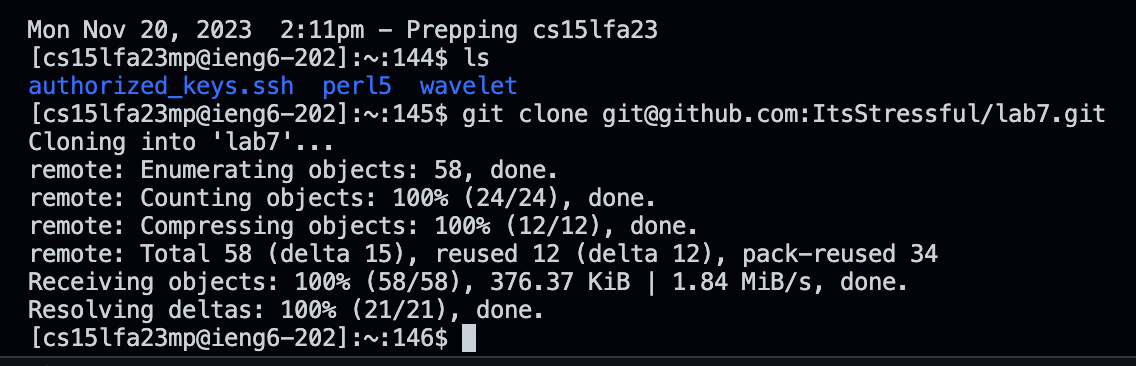 Mon Nov 20, 2023  2:11pm - Prepping cs15lfa23
[cs15lfa23mp@ieng6-202]:~:144$ ls
authorized_keys.ssh  perl5  wavelet
[cs15lfa23mp@ieng6-202]:~:145$ git clone git@github.com:ItsStressful/lab7.git
Cloning into 'lab7'...
remote: Enumerating objects: 58, done.
remote: Counting objects: 100% (24/24), done.
remote: Compressing objects: 100% (12/12), done.
remote: Total 58 (delta 15), reused 12 (delta 12), pack-reused 34
Receiving objects: 100% (58/58), 376.37 KiB | 1.84 MiB/s, done.
Resolving deltas: 100% (21/21), done.
[cs15lfa23mp@ieng6-202]:~:146$